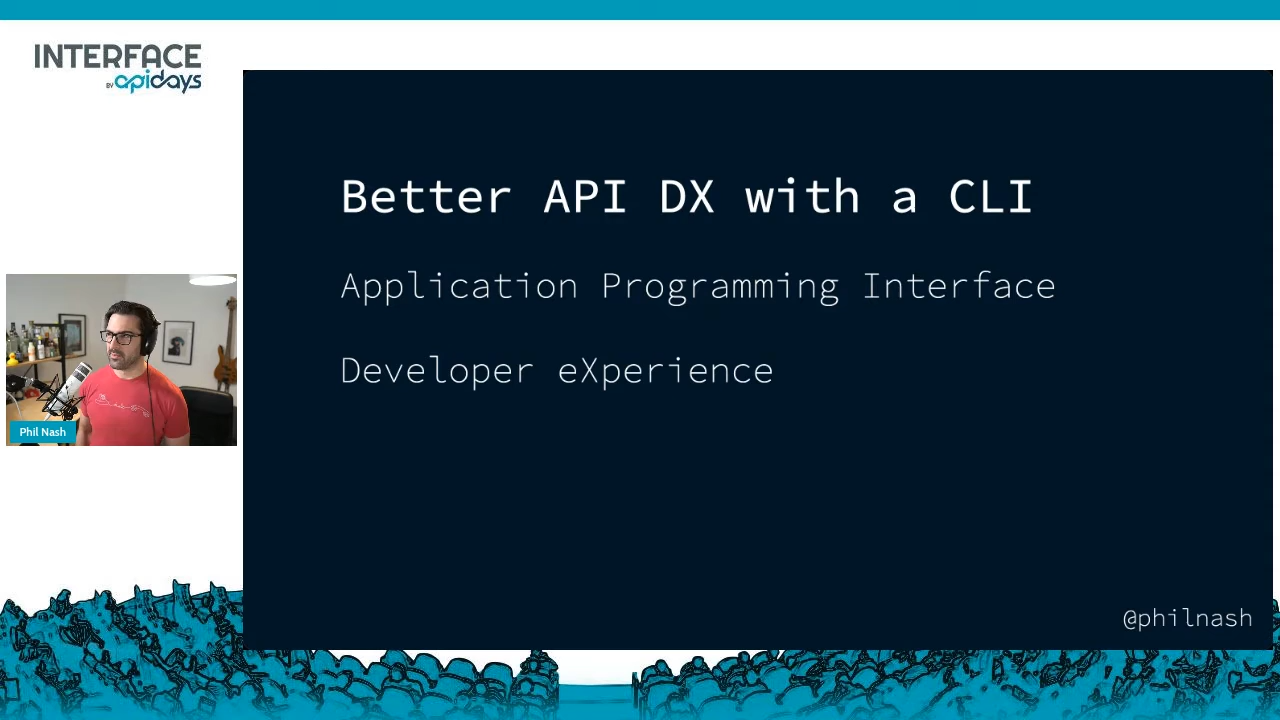 INTERFACE
BY apidays
Better API DX with a CLI
Application Programming Interface
Developer eXperience
Phil Nash
@philnash